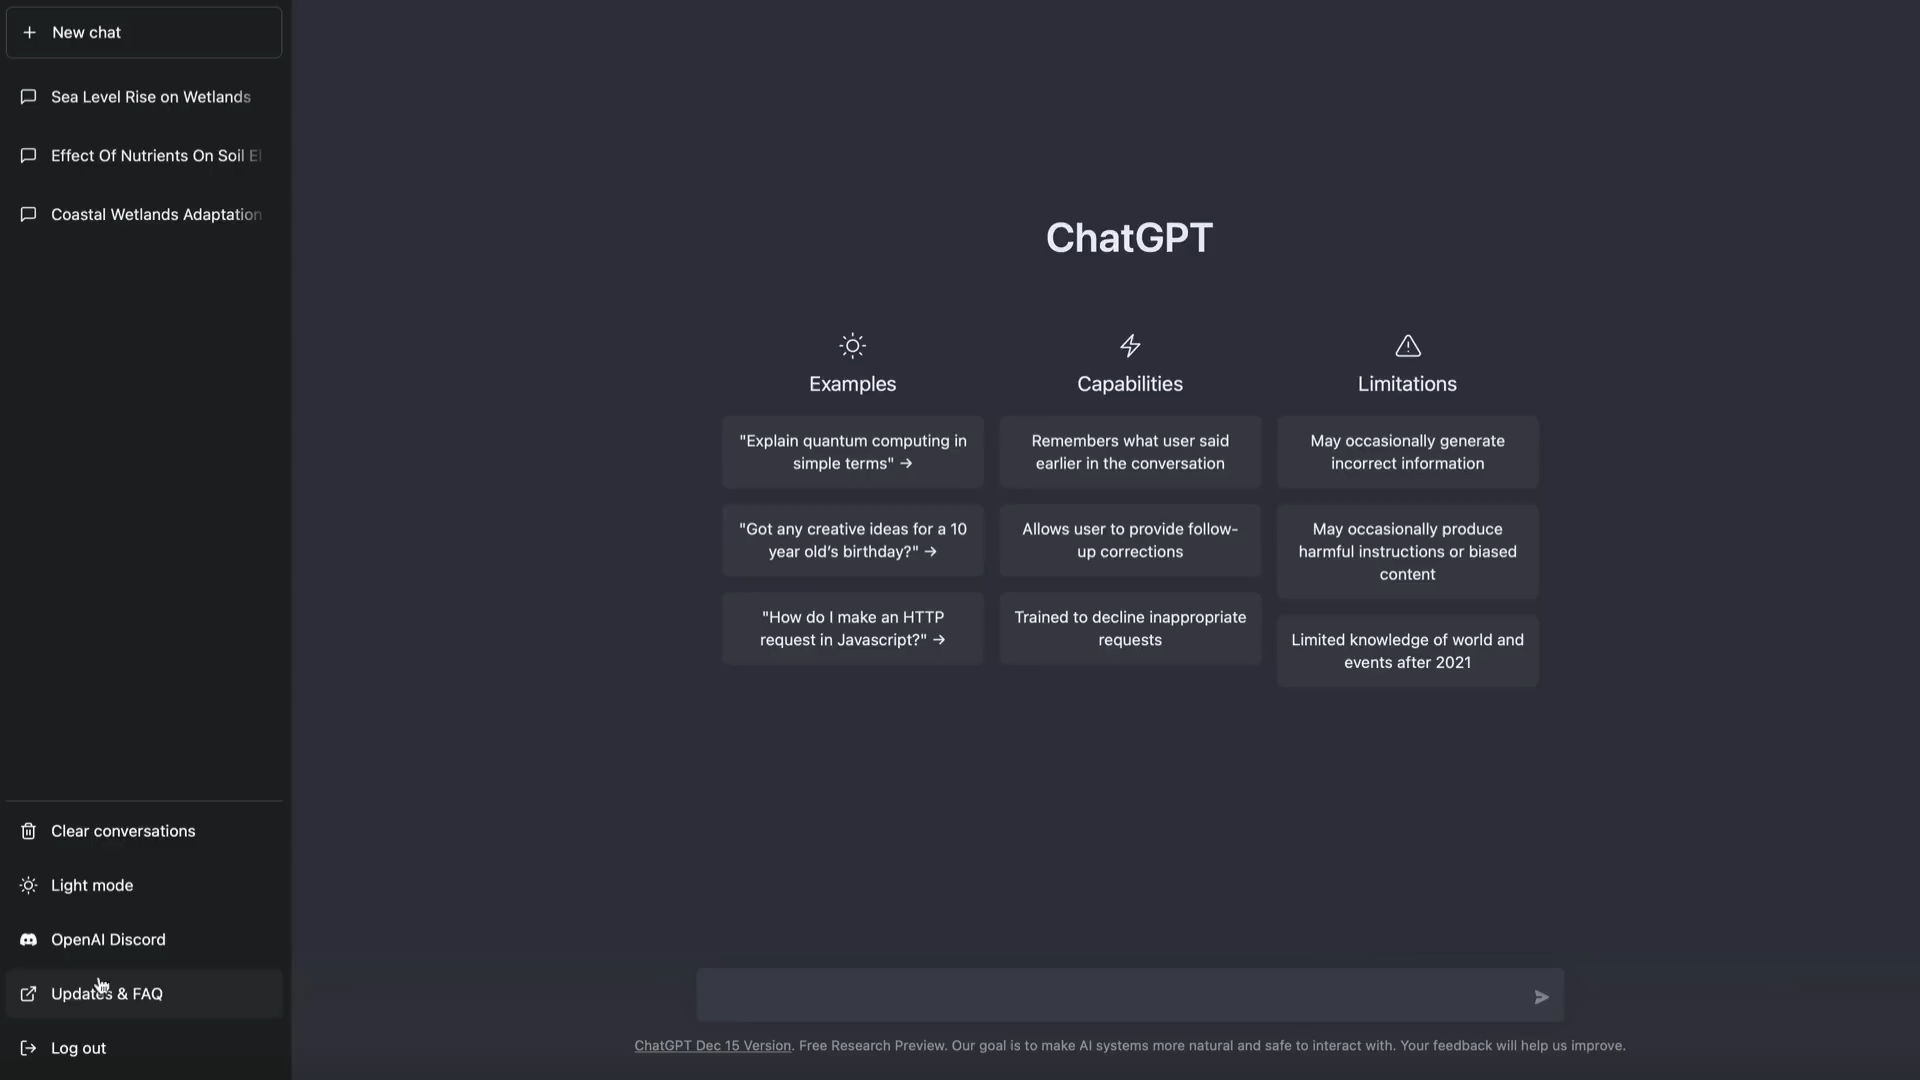 New chat
Sea Level Rise on Wetlands
Effect Of Nutrients On Soil El
Coastal Wetlands Adaptation
Clear conversations
Light mode
OpenAI Discord
Updates & FAQ
Log out
ChatGPT
Examples
"Explain quantum computing in
simple terms" →
"Got any creative ideas for a 10
year old's birthday?" →
"How do I make an HTTP
request in Javascript?" →
Capabilities
Remembers what user said
earlier in the conversation
Allows user to provide follow-
up corrections
Trained to decline inappropriate
requests
Limitations
May occasionally generate
incorrect information
May occasionally produce
harmful instructions or biased
content
Limited knowledge of world and
events after 2021
ChatGPT Dec 15 Version. Free Research Preview. Our goal is to make AI systems more natural and safe to interact with. Your feedback will help us improve.